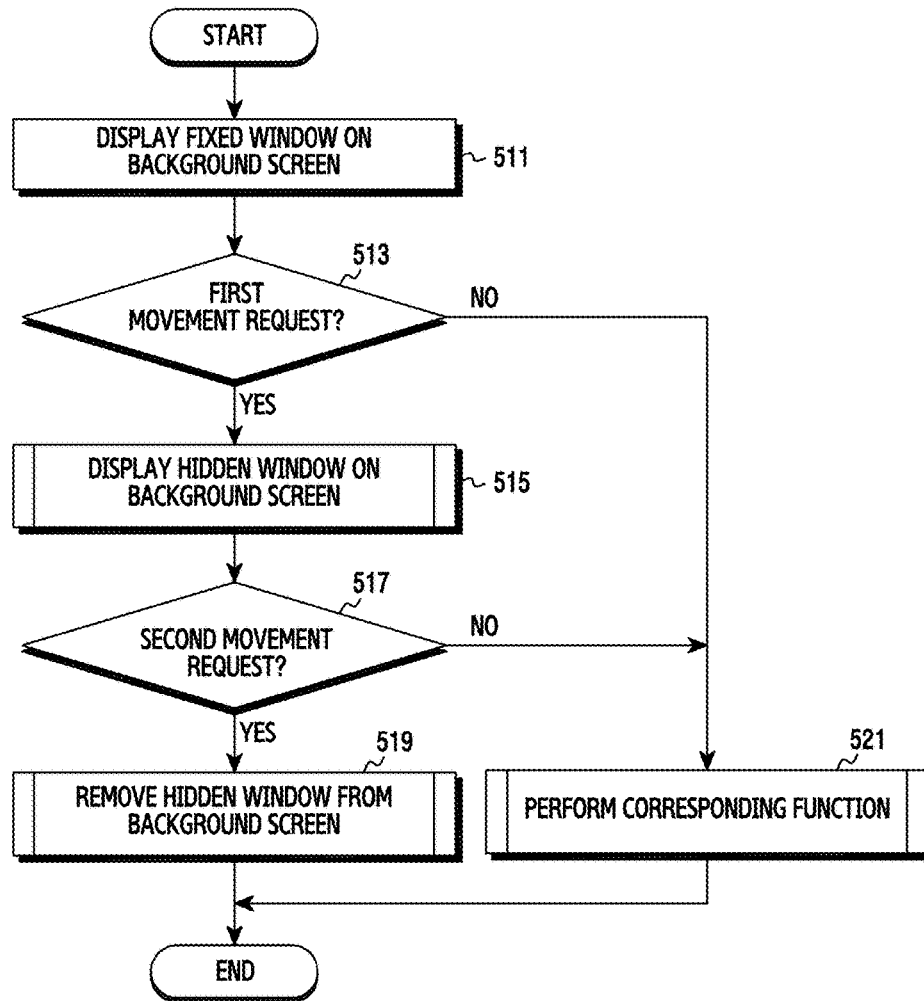 START
DISPLAY FIXED WINDOW ON
BACKGROUND SCREEN
511
513
FIRST
MOVEMENT REQUEST?
NO
YES
DISPLAY HIDDEN WINDOW ON
BACKGROUND SCREEN
515
517
SECOND MOVEMENT
REQUEST?
NO
YES
519
REMOVE HIDDEN WINDOW FROM
BACKGROUND SCREEN
521
PERFORM CORRESPONDING FUNCTION
END